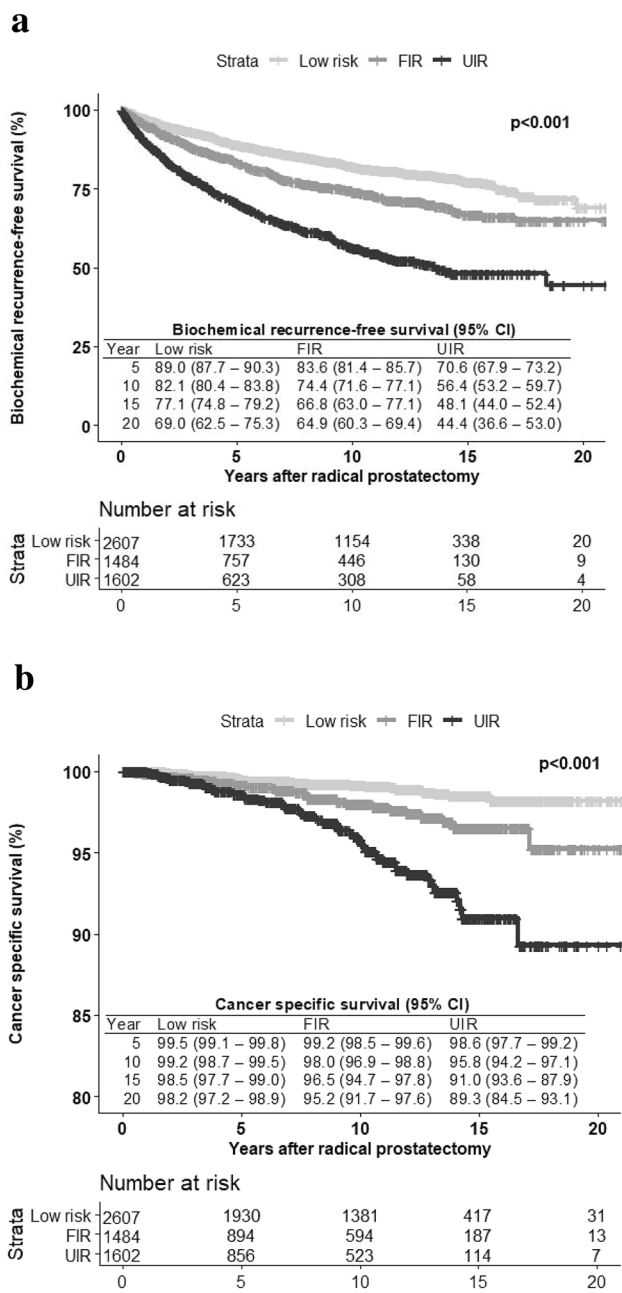 a
Strata Low risk FIR UIR
p<0.001
100
75
50
25
0
Biochemical recurrence-free survival (%)
Biochemical recurrence-free survival (95% CI)
Year Low risk FIR UIR
5 89.0 (87.7 – 90.3) 83.6 (81.4 – 85.7) 70.6 (67.9 – 73.2)
10 82.1 (80.4 – 83.8) 74.4 (71.6 – 77.1) 56.4 (53.2 – 59.7)
15 77.1 (74.8 – 79.2) 66.8 (63.0 – 77.1) 48.1 (44.0 – 52.4)
20 69.0 (62.5 – 75.3) 64.9 (60.3 – 69.4) 44.4 (36.6 – 53.0)
0 5 10 15 20
Years after radical prostatectomy
Number at risk
Strata
Low risk 2607 1733 1154 338 20
FIR 1484 757 446 130 9
UIR 1602 623 308 58 4
0 5 10 15 20
b
Strata Low risk FIR UIR
p<0.001
100
95
90
85
80
Cancer specific survival (%)
Cancer specific survival (95% CI)
Year Low risk FIR UIR
5 99.5 (99.1 – 99.8) 99.2 (98.5 – 99.6) 98.6 (97.7 – 99.2)
10 99.2 (98.7 – 99.5) 98.0 (96.9 – 98.8) 95.8 (94.2 – 97.1)
15 98.5 (97.7 – 99.0) 96.5 (94.7 – 97.8) 91.0 (93.6 – 87.9)
20 98.2 (97.2 – 98.9) 95.2 (91.7 – 97.6) 89.3 (84.5 – 93.1)
0 5 10 15 20
Years after radical prostatectomy
Number at risk
Strata
Low risk 2607 1930 1381 417 31
FIR 1484 894 594 187 13
UIR 1602 856 523 114 7
0 5 10 15 20